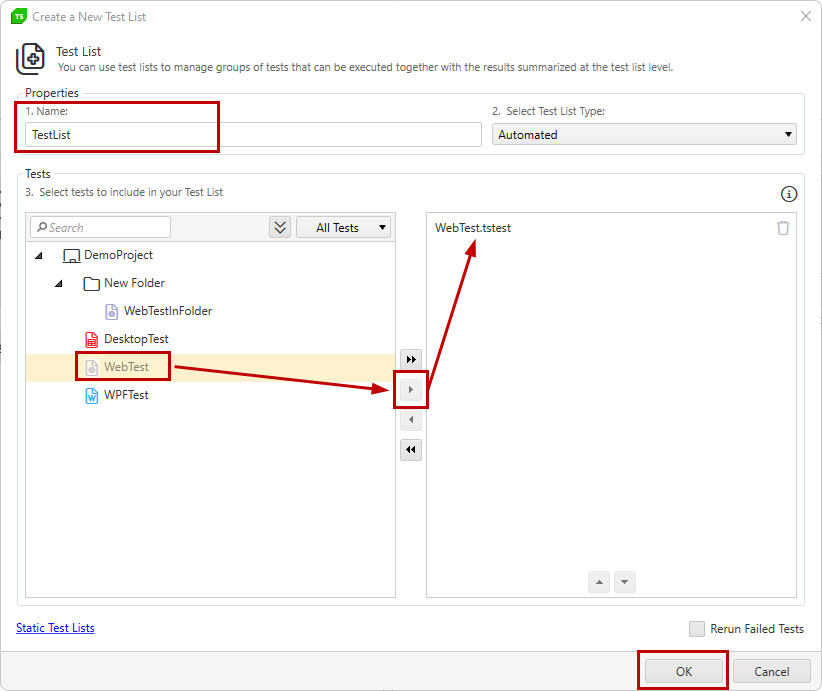 TS Create a New Test List
Test List
You can use test lists to manage groups of tests that can be executed together with the results summarized at the test list level.
Properties
1. Name:
2. Select Test List Type:
TestList
Automated
Tests
3. Select tests to include in your Test List
Search
All Tests
WebTest.tstest
DemoProject
New Folder
WebTestInFolder
DesktopTest
WebTest
WPFTest
Static Test Lists
Rerun Failed Tests
OK
Cancel